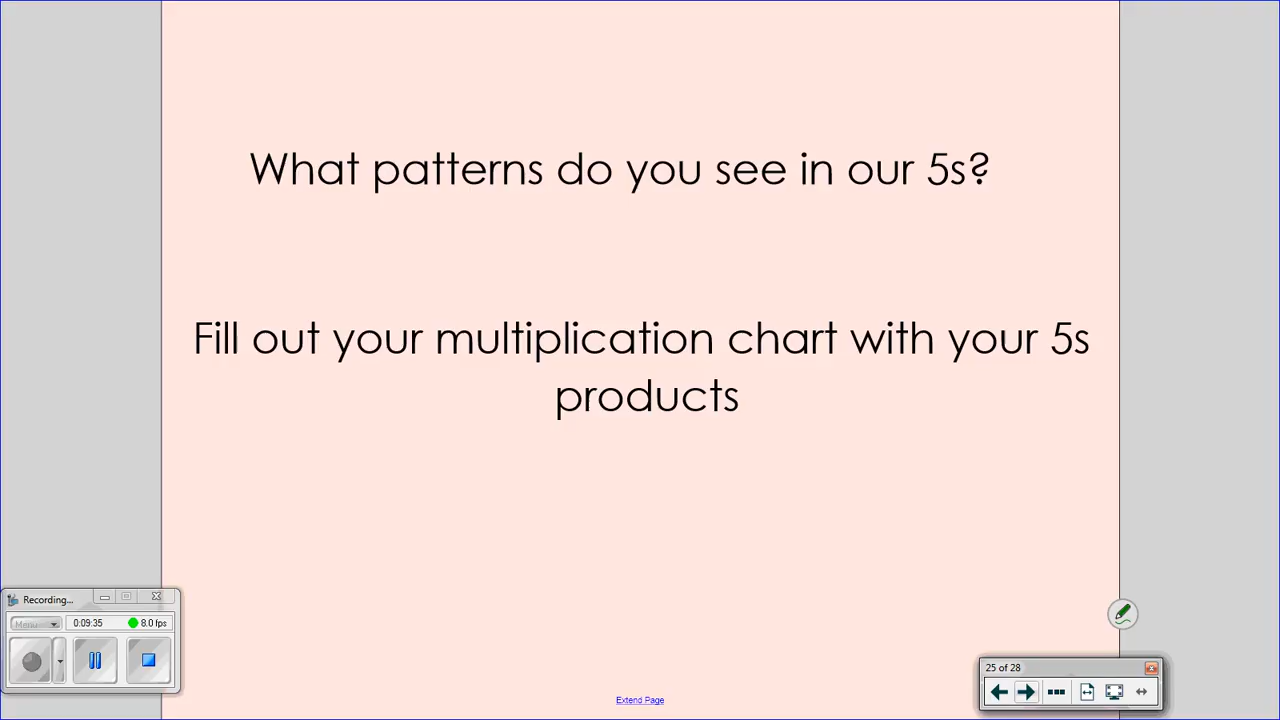 What patterns do you see in our 5s?
Fill out your multiplication chart with your 5s
products
Recording...
Menu
0:09:35
8.0 fps
25 of 28
Extend Page